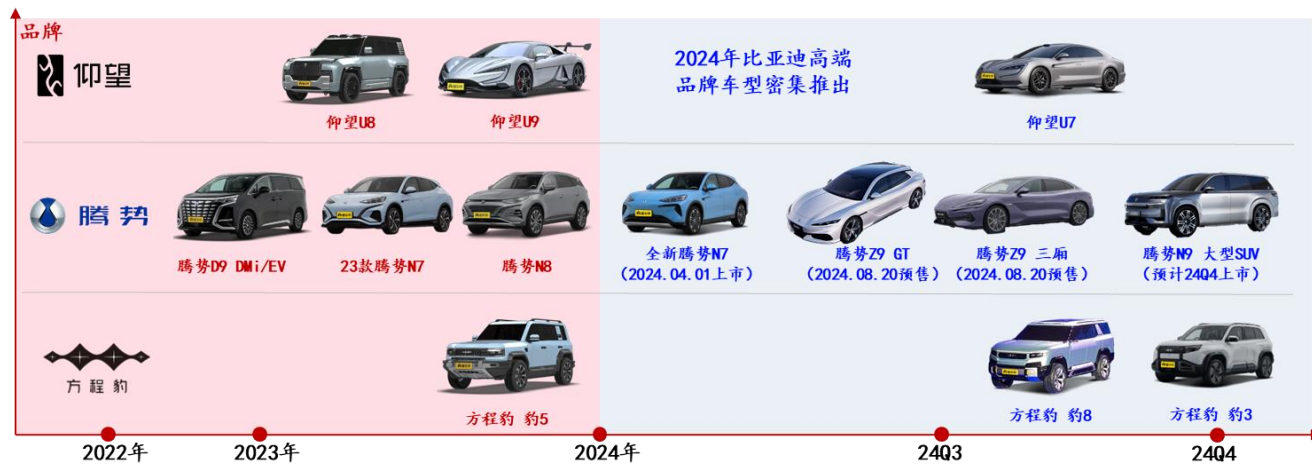 品牌
仰望
2024年比亚迪高端
品牌车型密集推出
仰望U8
仰望U9
仰望U7
腾势
腾势D9 DMi/EV
23款腾势N7
腾势N8
全新腾势N7
(2024.04.01上市)
腾势Z9 GT
(2024.08.20预售)
腾势Z9 三厢
(2024.08.20预售)
腾势N9 大型SUV
(预计24Q4上市)
方程豹
方程豹 豹5
方程豹 豹8
方程豹 豹3
2022年
2023年
2024年
24Q3
24Q4